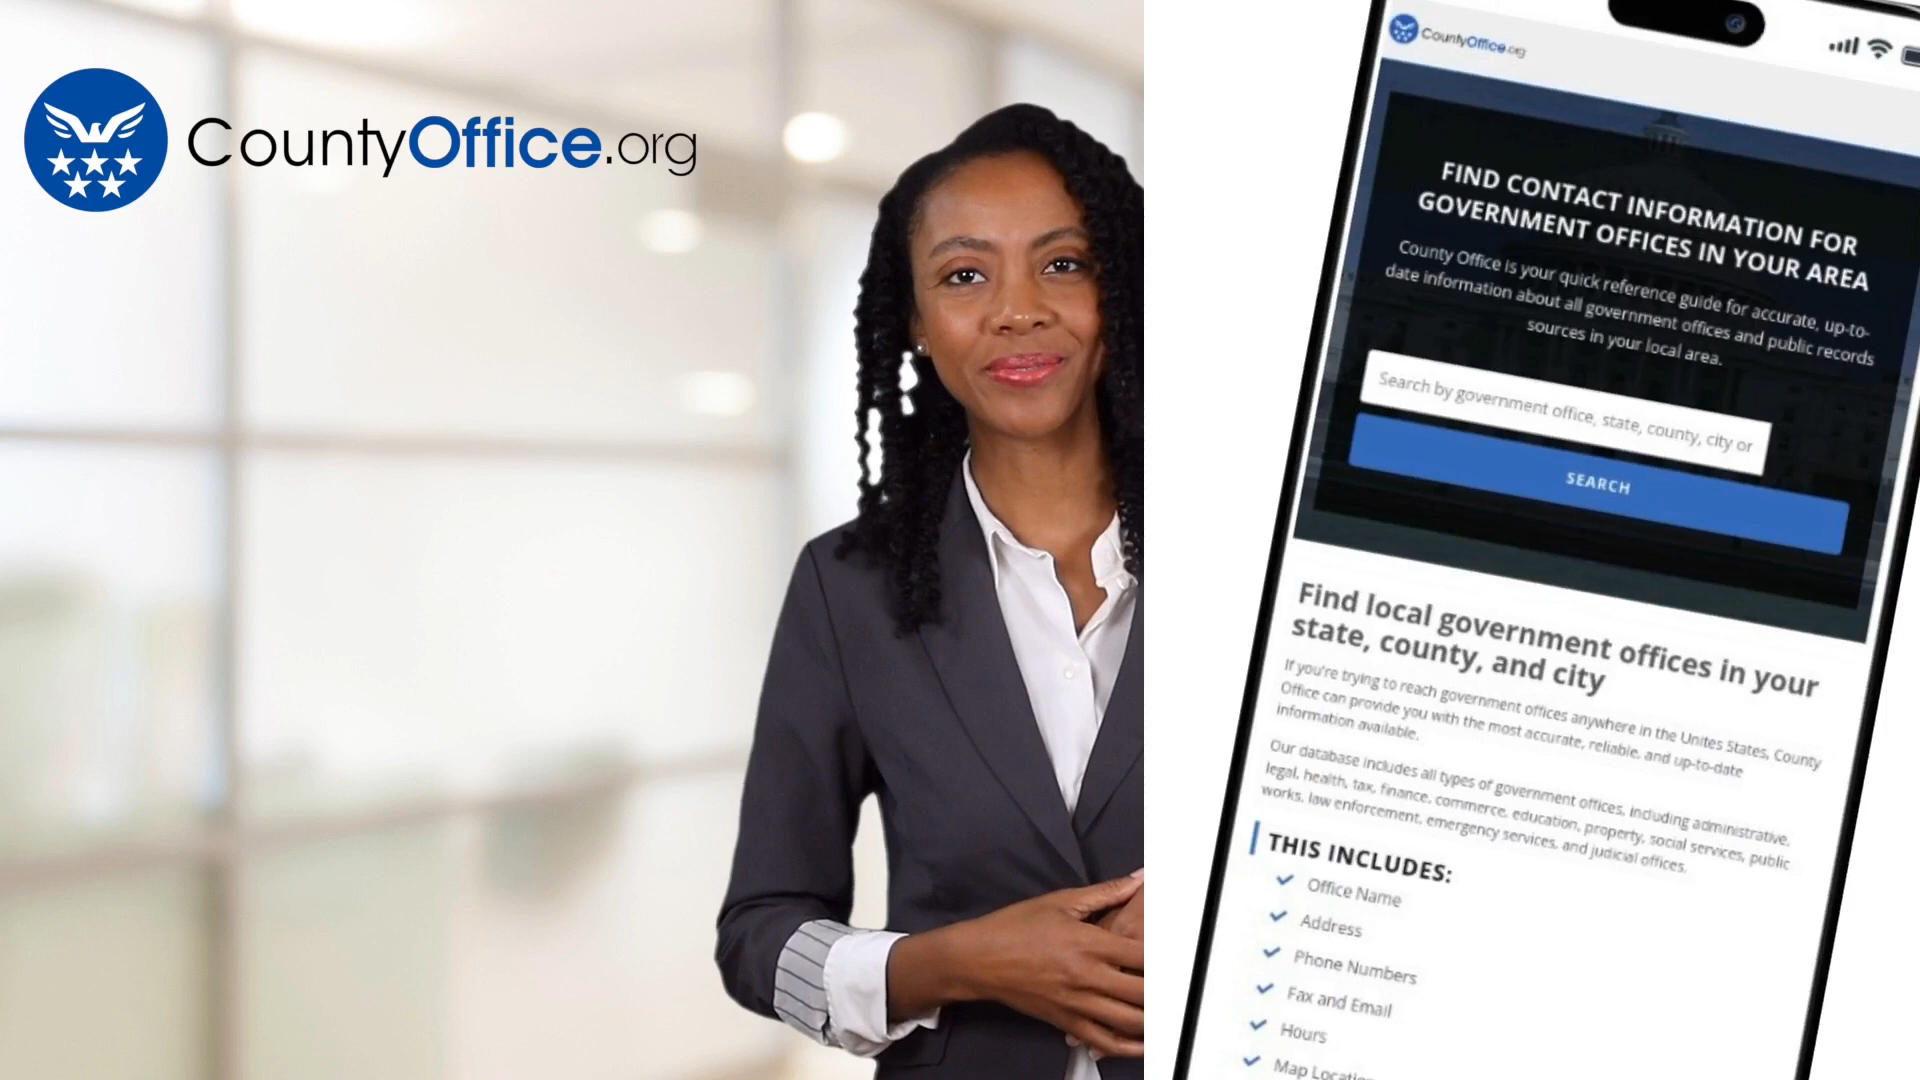 CountyOffice.org
CountyOffice.org
FIND CONTACT INFORMATION FOR
GOVERNMENT OFFICES IN YOUR AREA
County Office is your quick reference guide for accurate, up-to-
date information about all government offices and public records
sources in your local area.
Search by government office, state, county, city or
SEARCH
Find local government offices in your
state, county, and city
If you're trying to reach government offices anywhere in the Unites States, County
Office can provide you with the most accurate, reliable, and up-to-date
information available.
Our database includes all types of government offices, including administrative,
legal, health, tax, finance, commerce, education, property, social services, public
works, law enforcement, emergency services, and judicial offices.
THIS INCLUDES:
Office Name
Address
Phone Numbers
Fax and Email
Hours
Map